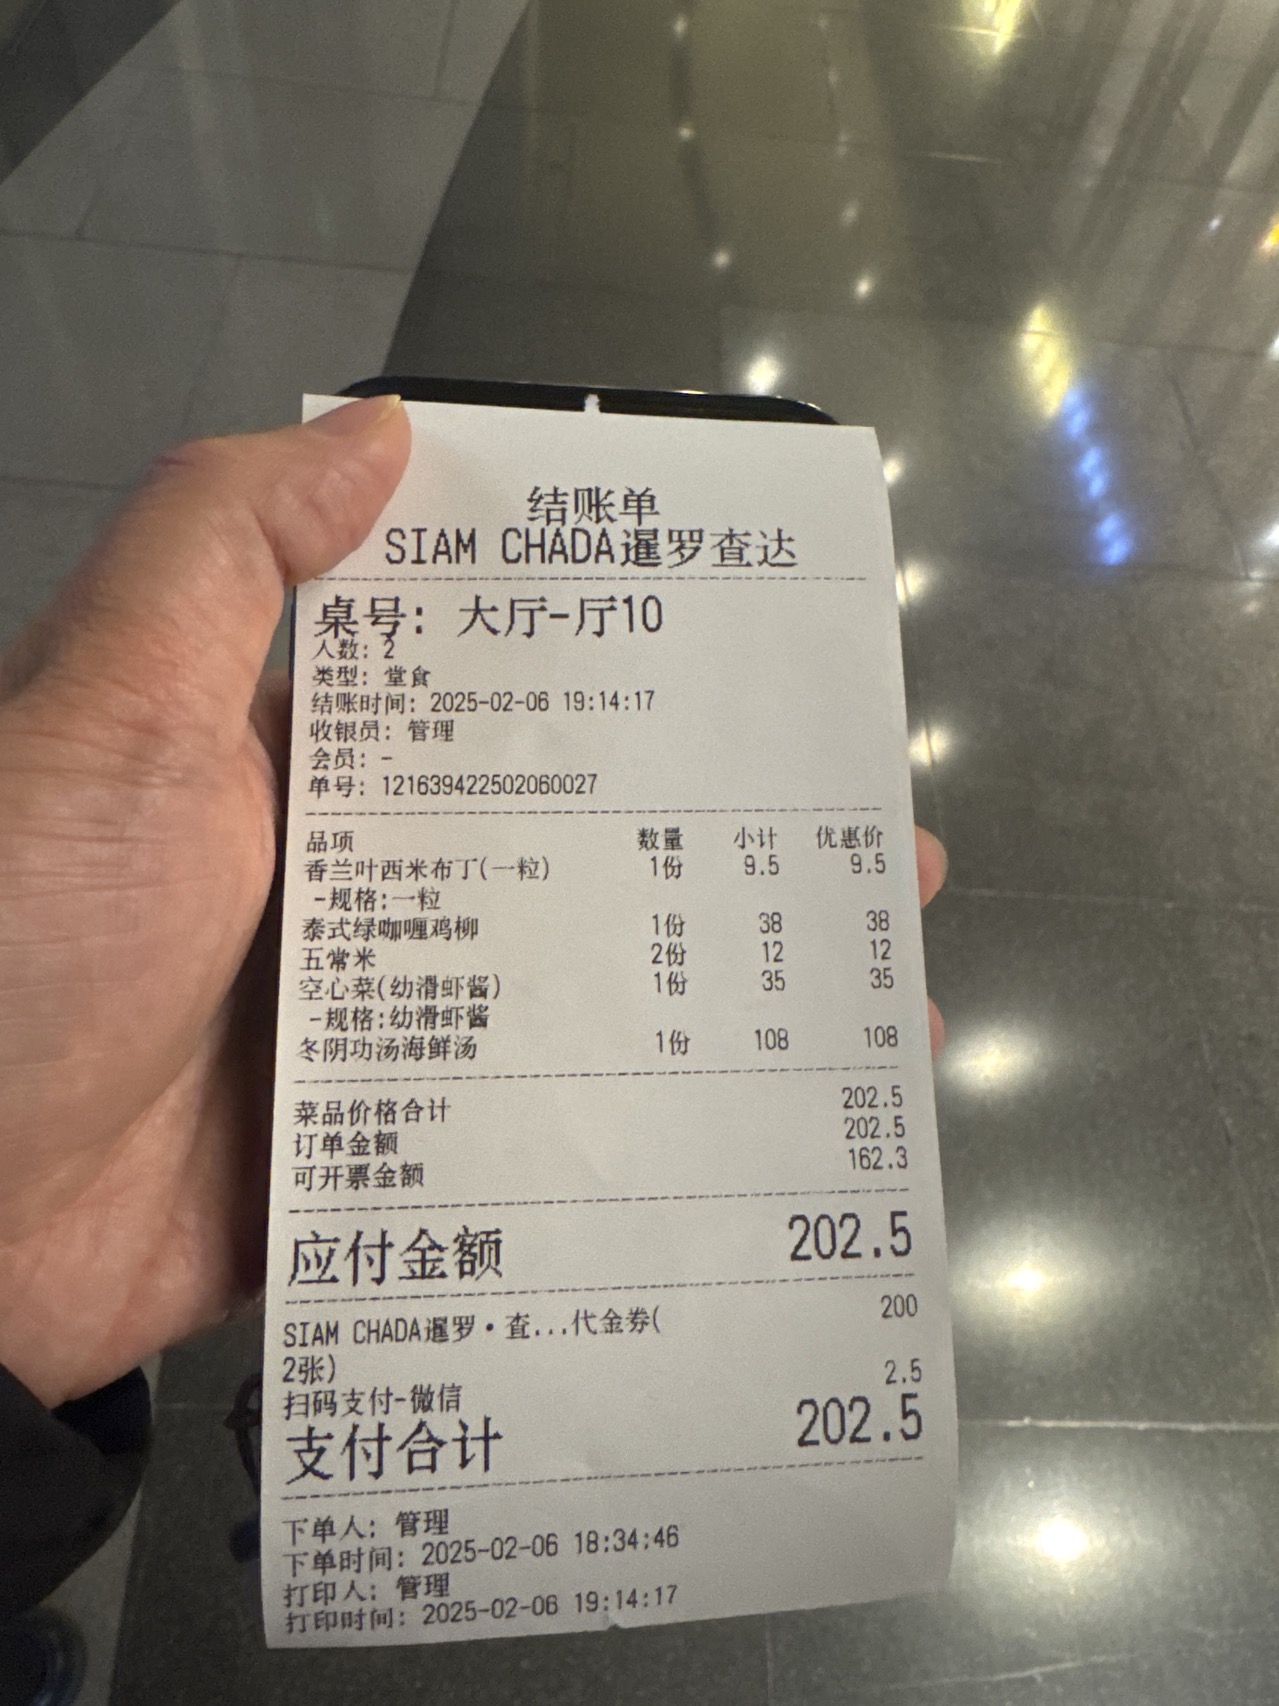 结账单
SIAM CHADA暹罗查达
桌号: 大厅-厅10
人数: 2
类型: 堂食
结账时间: 2025-02-06 19:14:17
收银员: 管理
会员: -
单号: 121639422502060027
品项 数量 小计 优惠价
香兰叶西米布丁(一粒) 1份 9.5 9.5
-规格:一粒
泰式绿咖喱鸡柳 1份 38 38
五常米 2份 12 12
空心菜(幼滑虾酱) 1份 35 35
-规格:幼滑虾酱
冬阴功汤海鲜汤 1份 108 108
菜品价格合计 202.5
订单金额 202.5
可开票金额 162.3
应付金额 202.5
SIAM CHADA暹罗·查...代金券( 200
2张)
扫码支付-微信 2.5
支付合计 202.5
下单人: 管理
下单时间: 2025-02-06 18:34:46
打印人: 管理
打印时间: 2025-02-06 19:14:17